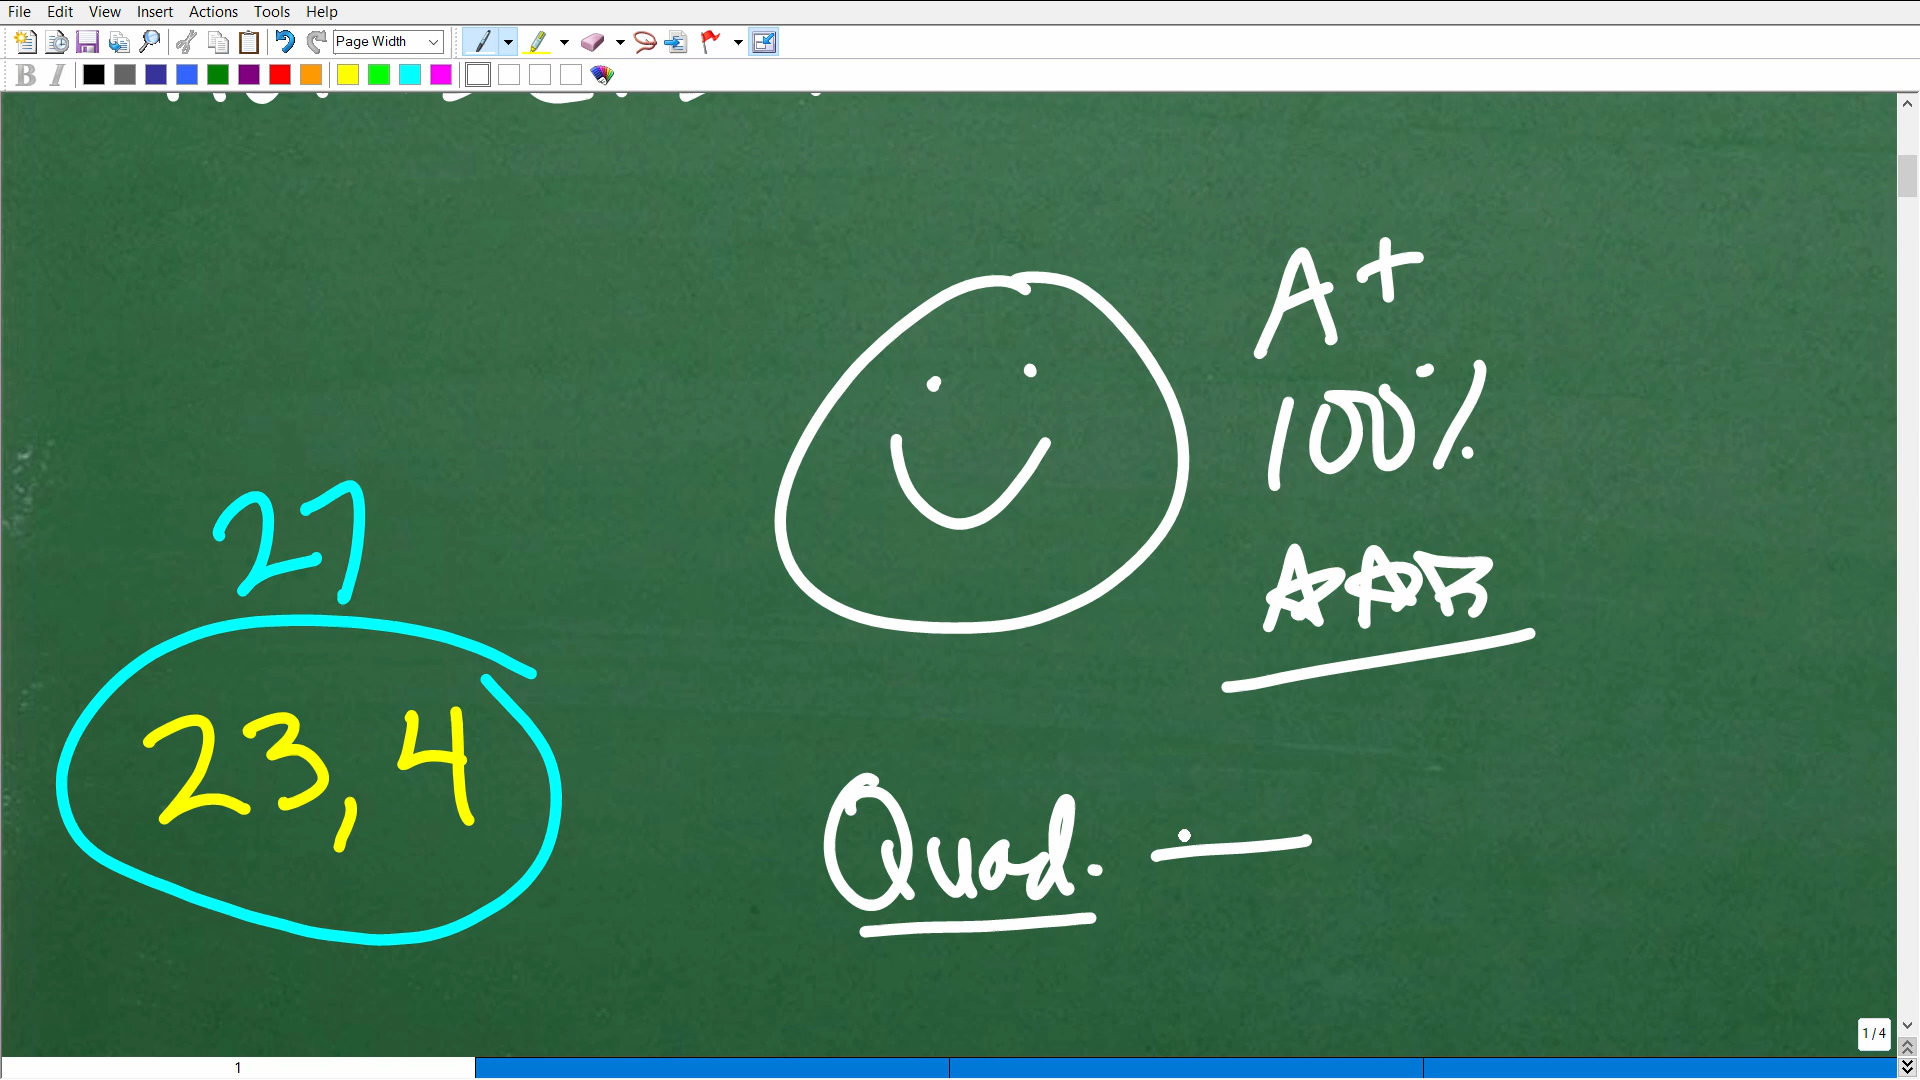 File Edit View Insert Actions Tools Help
Page Width
B I
A+
100%
27
23, 4
Quad.
1 / 4
1